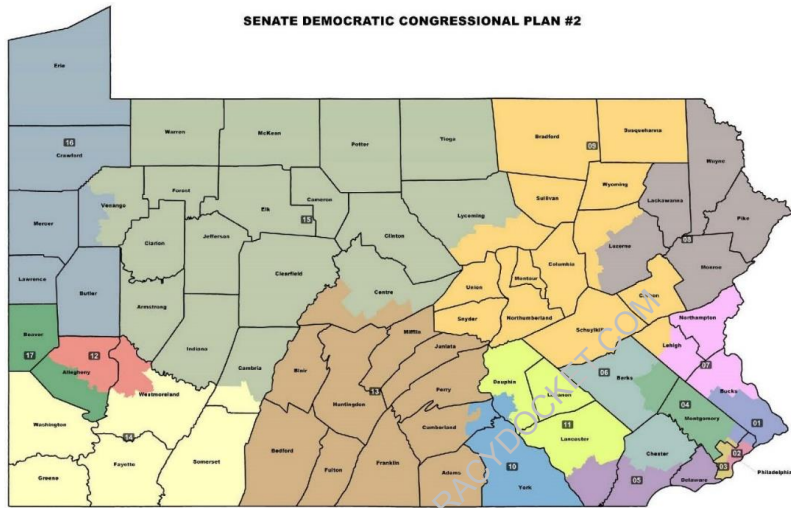 SENATE DEMOCRATIC CONGRESSIONAL PLAN #2
Erie
Warren
McKean
Potter
Tioga
Bradford
Susquehanna
Wayne
16
Crawford
09
Wyoming
Lackawanna
Pike
Forest
Venango
Elk
Cameron
15
Sullivan
Lycoming
Mercer
Clarion
Jefferson
Clinton
Luzerne
08
Monroe
Columbia
Montour
Clearfield
Lawrence
Butler
Centre
Union
Carbon
Armstrong
Snyder
Northumberland
Northampton
Beaver
Indiana
Mifflin
Schuylkill
Lehigh
17
12
Allegheny
Cambria
Blair
Juniata
Dauphin
06
07
Westmoreland
Huntingdon
13
Perry
Lebanon
Berks
Bucks
04
Washington
Cumberland
11
Montgomery
01
14
Lancaster
Chester
02
Somerset
Bedford
Fulton
Franklin
Adams
10
York
05
Delaware
03
Philadelphia
Greene
Fayette
RACYDOCKET.COM